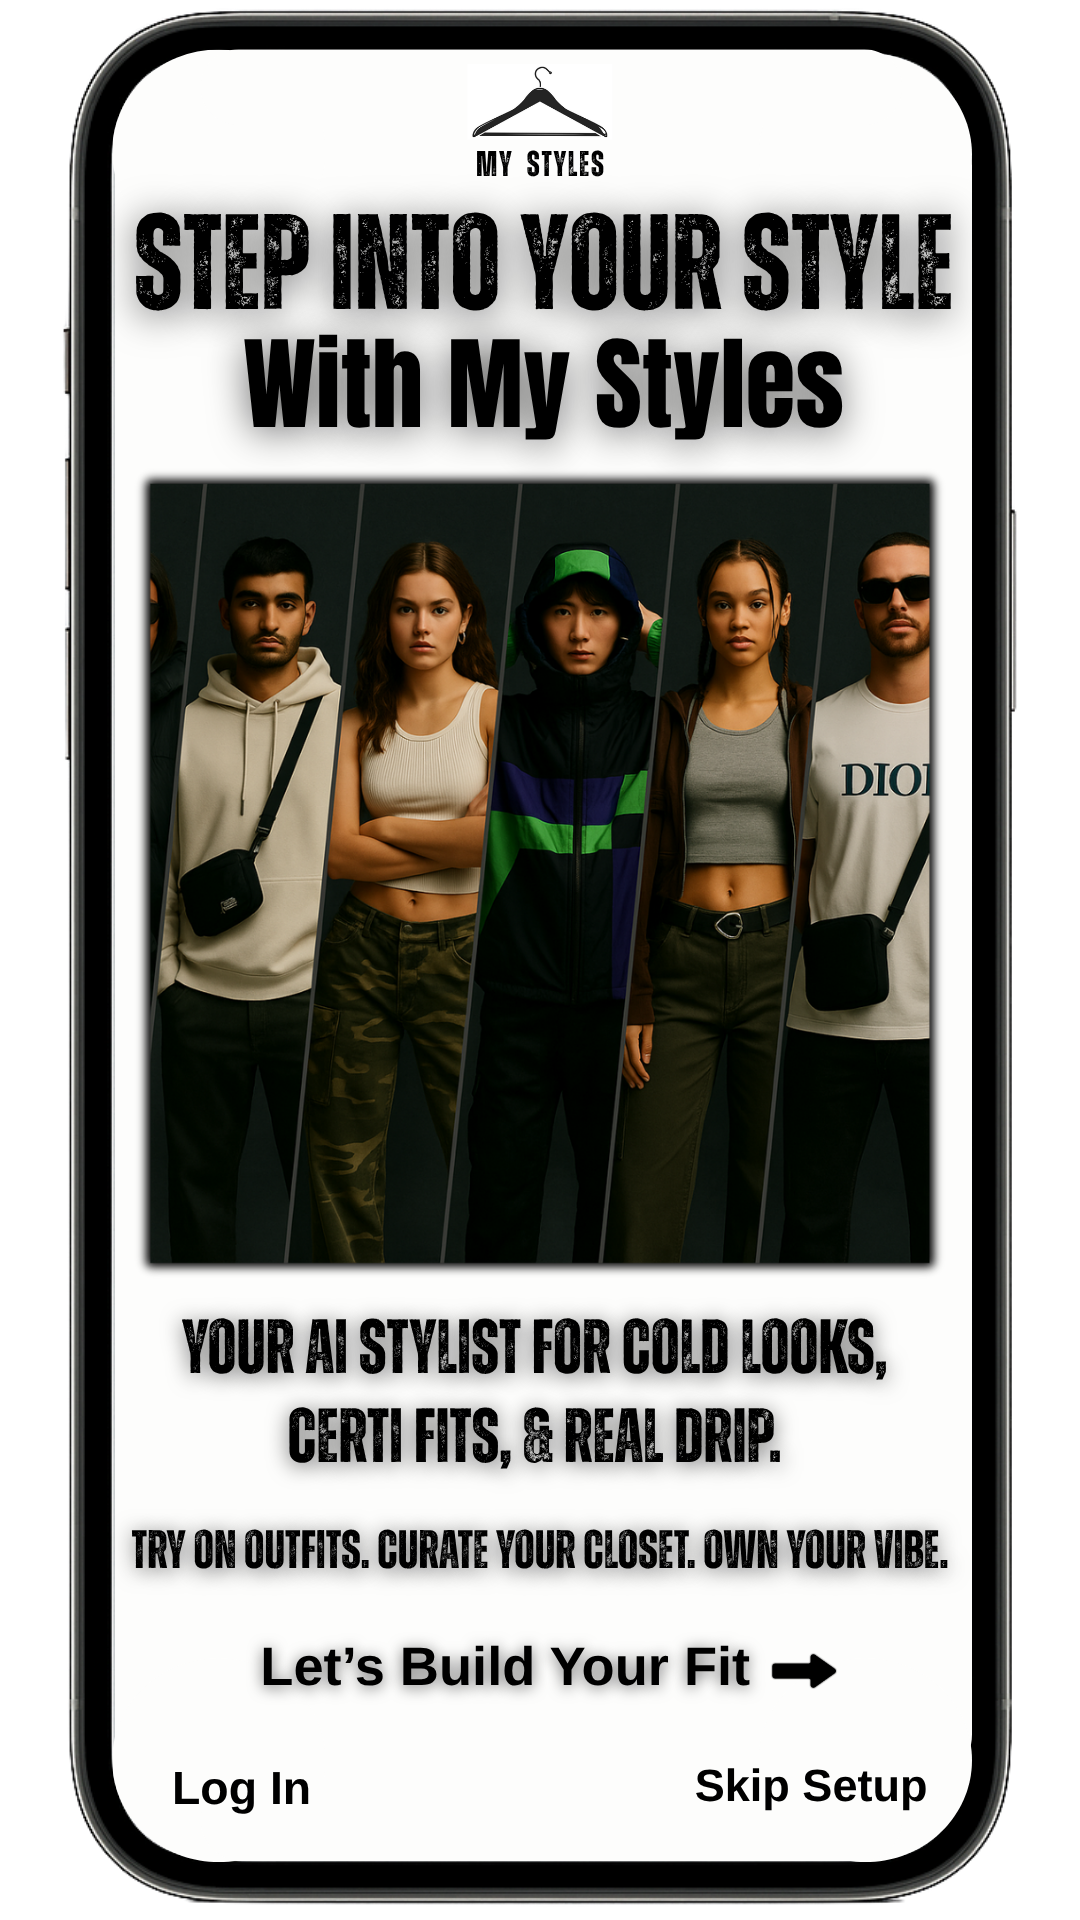 MY STYLES
STEP INTO YOUR STYLE
With My Styles
YOUR AI STYLIST FOR COLD LOOKS,
CERTI FITS, & REAL DRIP.
TRY ON OUTFITS. CURATE YOUR CLOSET. OWN YOUR VIBE.
Let’s Build Your Fit
Log In
Skip Setup